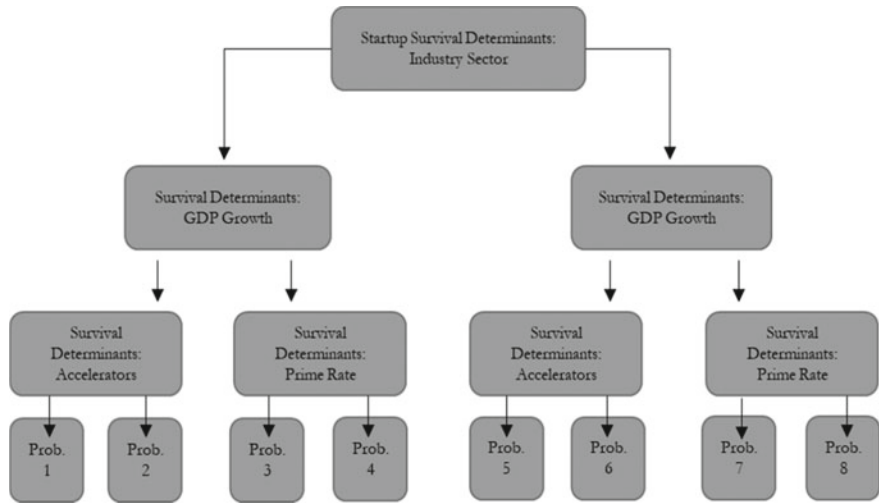 Startup Survival Determinants:
Industry Sector
Survival Determinants:
GDP Growth
Survival Determinants:
GDP Growth
Survival
Determinants:
Accelerators
Survival
Determinants:
Prime Rate
Survival
Determinants:
Accelerators
Survival
Determinants:
Prime Rate
Prob.
1
Prob.
2
Prob.
3
Prob.
4
Prob.
5
Prob.
6
Prob.
7
Prob.
8